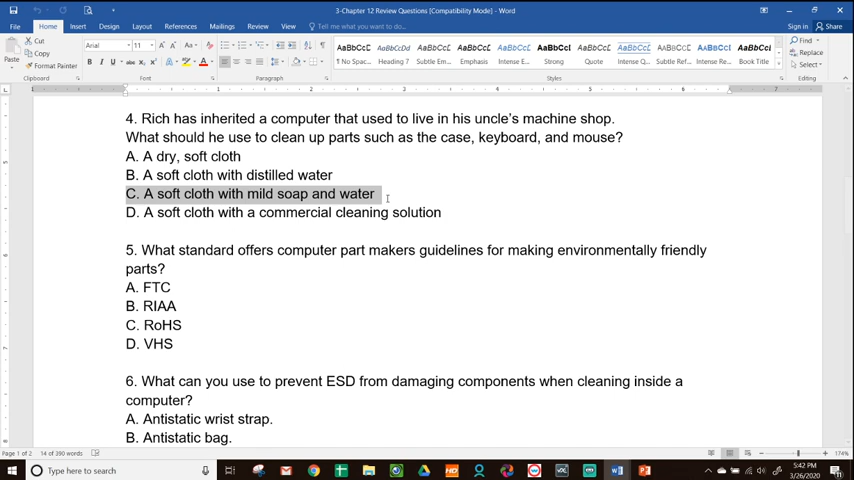 3-Chapter 12 Review Questions [Compatibility Mode] - Word
File Home Insert Design Layout References Mailings Review View Tell me what you want to do... Sign in Share
Cut
Copy
Format Painter
Paste
Clipboard
Arial 11
Font
Paragraph
AaBbCcD AaBbCcDd AaBbCcD AaBbCcD AaBbCcD AaBbCcl AaBbCcD AaBbCcD AaBbCcD AaBbCcI AaBbCcI
¶ No Spac... Heading 7 Subtle Em... Emphasis Intense E... Strong Quote Intense Q... Subtle Ref... Intense Re... Book Title
Styles
Find
Replace
Select
Editing
4. Rich has inherited a computer that used to live in his uncle's machine shop.
What should he use to clean up parts such as the case, keyboard, and mouse?
A. A dry, soft cloth
B. A soft cloth with distilled water
C. A soft cloth with mild soap and water
D. A soft cloth with a commercial cleaning solution
5. What standard offers computer part makers guidelines for making environmentally friendly
parts?
A. FTC
B. RIAA
C. RoHS
D. VHS
6. What can you use to prevent ESD from damaging components when cleaning inside a
computer?
A. Antistatic wrist strap.
B. Antistatic bag.
Page 1 of 2 14 of 390 words 174%
Type here to search
5:42 PM
3/26/2020